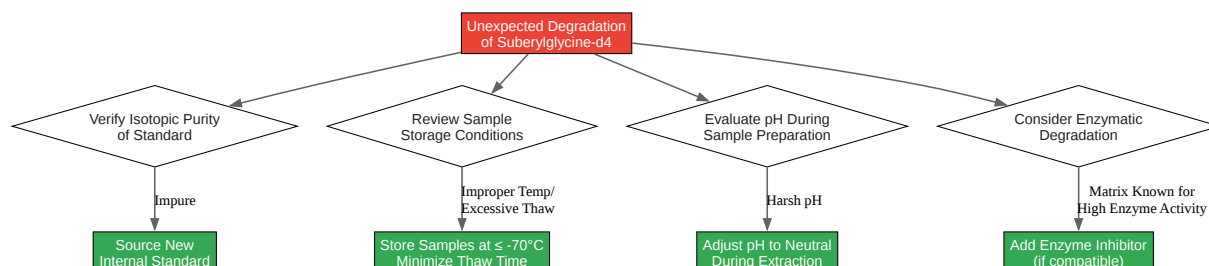 Unexpected Degradation
of Suberylglycine-d4
Verify Isotopic Purity
of Standard
Review Sample
Storage Conditions
Evaluate pH During
Sample Preparation
Consider Enzymatic
Degradation
Impure
Improper Temp/
Excessive Thaw
Harsh pH
Matrix Known for
High Enzyme Activity
Source New
Internal Standard
Store Samples at ≤ -70°C
Minimize Thaw Time
Adjust pH to Neutral
During Extraction
Add Enzyme Inhibitor
(if compatible)